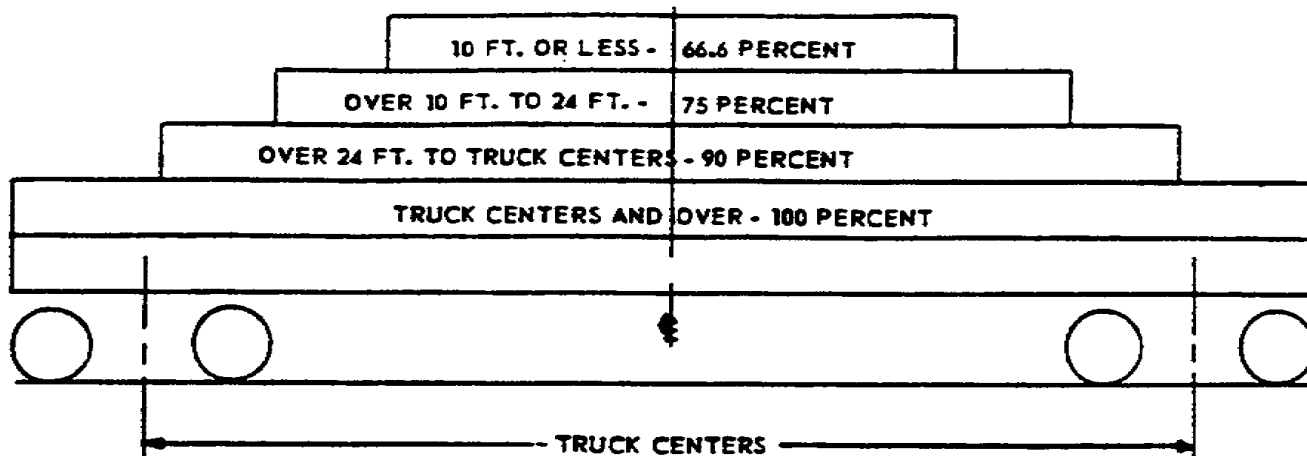 10 FT. OR LESS - 66.6 PERCENT
OVER 10 FT. TO 24 FT. - 75 PERCENT
OVER 24 FT. TO TRUCK CENTERS - 90 PERCENT
TRUCK CENTERS AND OVER - 100 PERCENT
TRUCK CENTERS